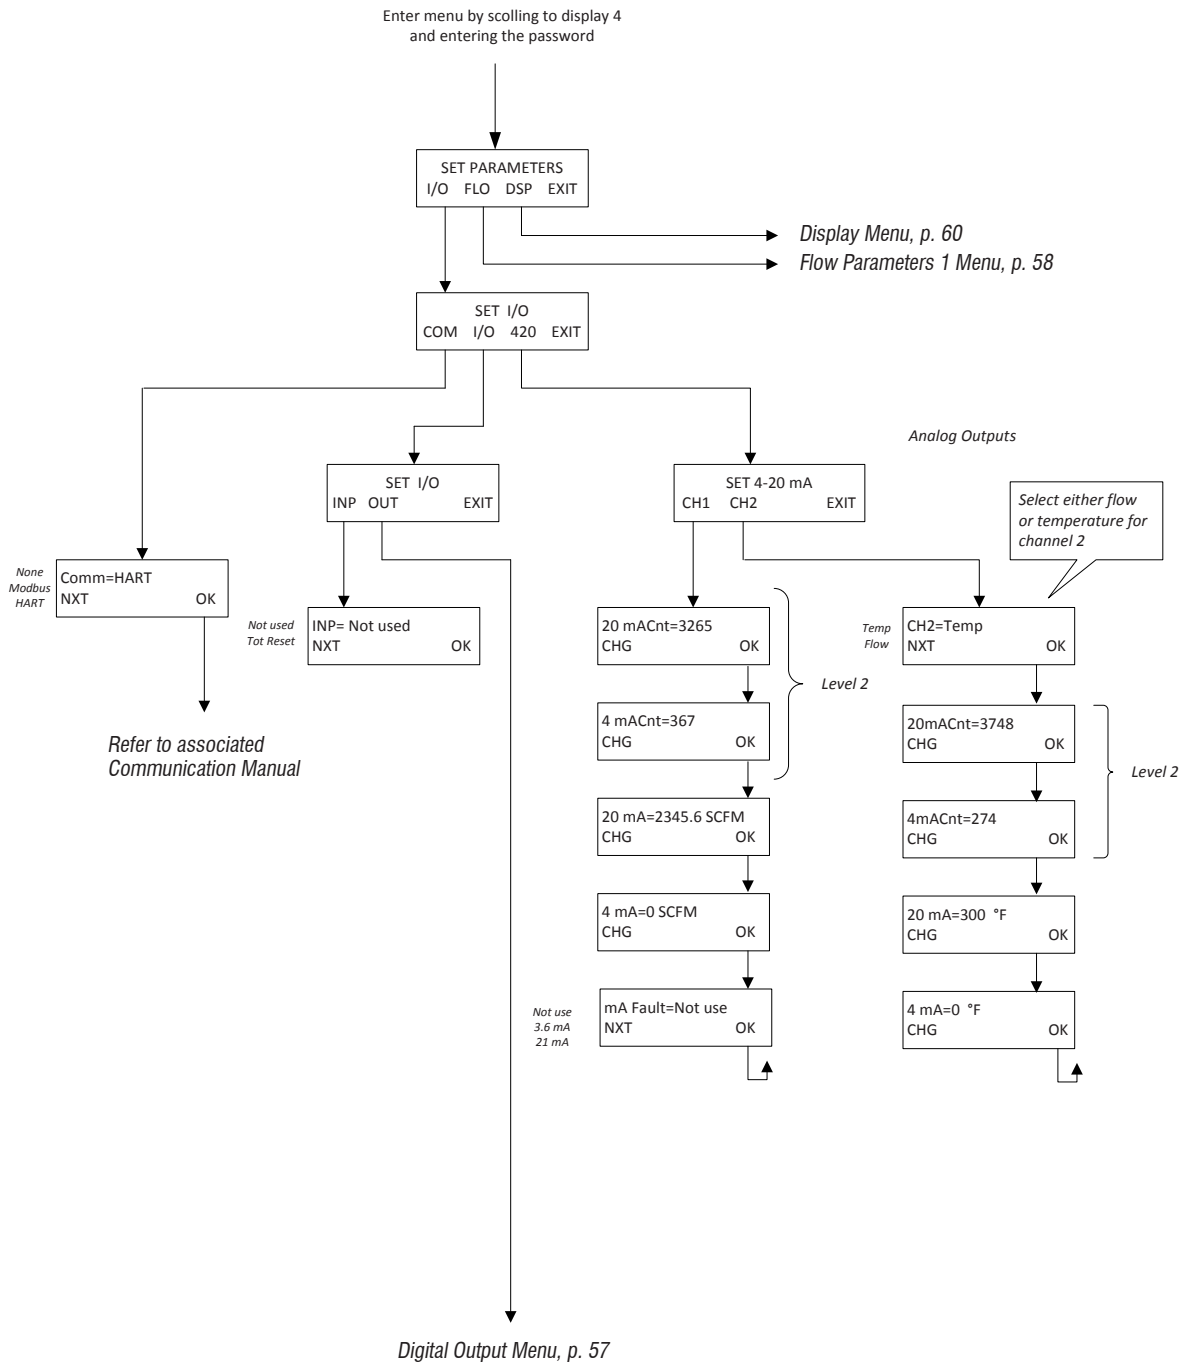 Enter menu by scolling to display 4
and entering the password
SET PARAMETERS
I/O FLO DSP EXIT
Display Menu, p. 60
Flow Parameters 1 Menu, p. 58
SET I/O
COM I/O 420 EXIT
Analog Outputs
SET I/O
INP OUT EXIT
SET 4-20 mA
CH1 CH2 EXIT
Select either flow
or temperature for
channel 2
None
Modbus
HART
Comm=HART
NXT OK
Refer to associated
Communication Manual
Not used
Tot Reset
INP= Not used
NXT OK
20 mACnt=3265
CHG OK
4 mACnt=367
CHG OK
Level 2
20 mA=2345.6 SCFM
CHG OK
4 mA=0 SCFM
CHG OK
Not use
3.6 mA
21 mA
mA Fault=Not use
NXT OK
Temp
Flow
CH2=Temp
NXT OK
20mACnt=3748
CHG OK
4mACnt=274
CHG OK
Level 2
20 mA=300 °F
CHG OK
4 mA=0 °F
CHG OK
Digital Output Menu, p. 57